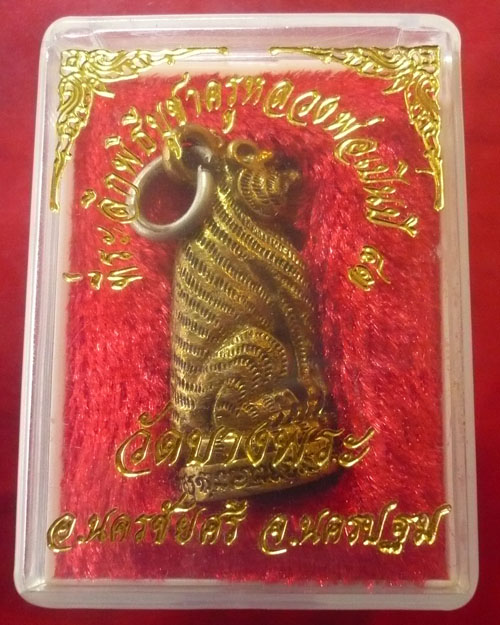 ที่ระลึกพิธีบูชาครูหลวงพ่อเปิ่นปี ๔๑
วัดบางพระ
อ.นครชัยศรี จ.นครปฐม